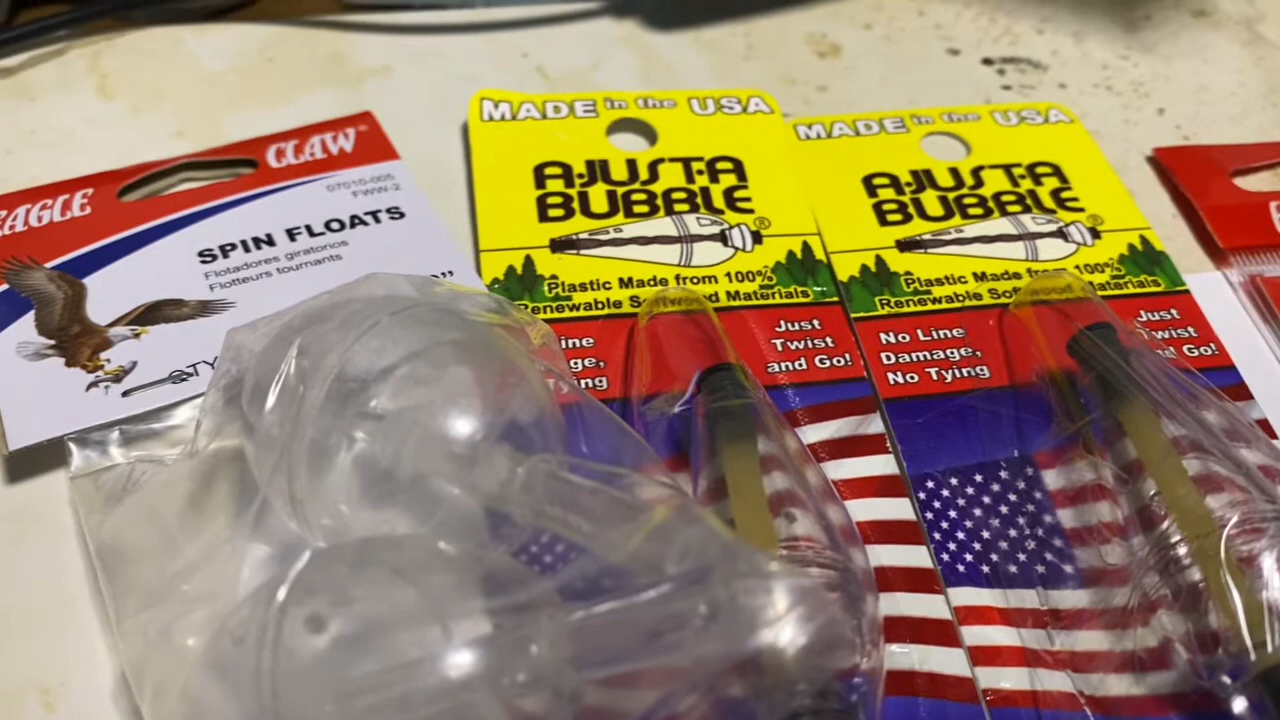 EAGLE CLAW
07010-005
FWW-2
SPIN FLOATS
Flotadores giratorios
Flotteurs tournants
MADE in the USA
A·JUST·A
BUBBLE®
Plastic Made from 100%
Renewable Softwood Materials
Just
Twist
and Go!
MADE in the USA
A·JUST·A
BUBBLE®
Plastic Made from 100%
Renewable Softwood Materials
No Line
Damage,
No Tying
Just
Twist
and Go!